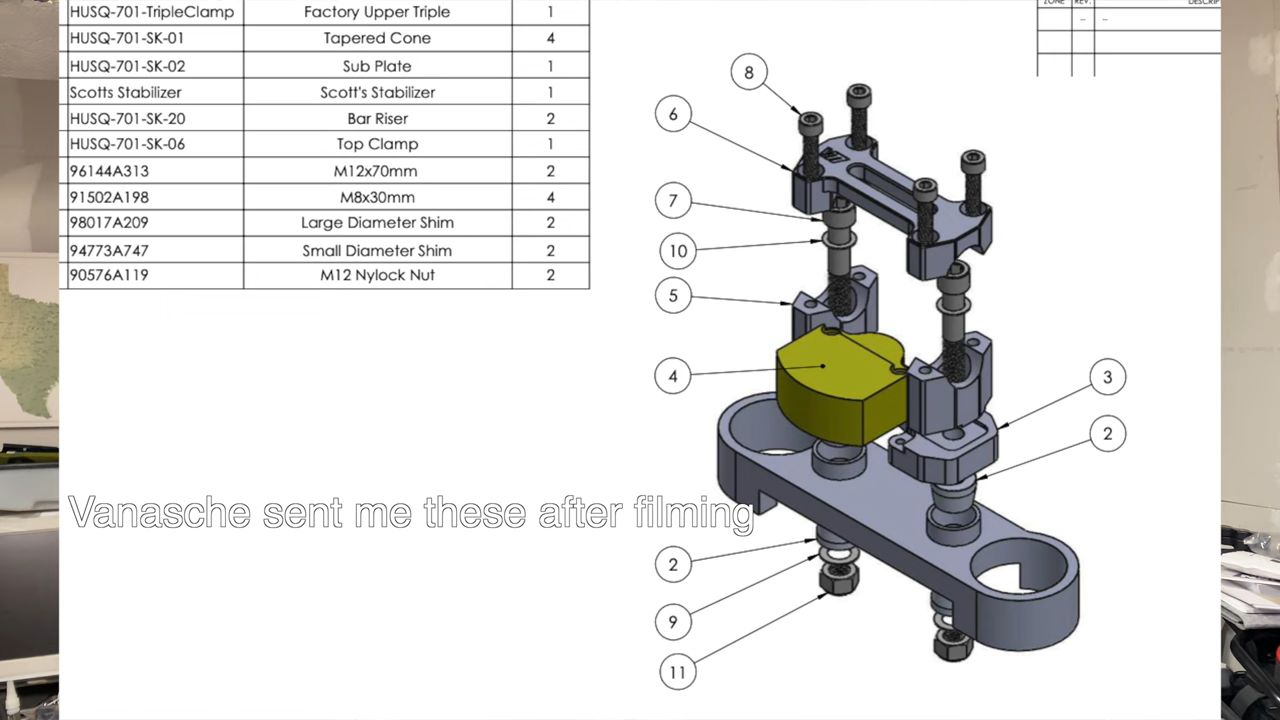 HUSQ-701-TripleClamp Factory Upper Triple 1
HUSQ-701-SK-01 Tapered Cone 4
HUSQ-701-SK-02 Sub Plate 1
Scotts Stabilizer Scott's Stabilizer 1
HUSQ-701-SK-20 Bar Riser 2
HUSQ-701-SK-06 Top Clamp 1
96144A313 M12x70mm 2
91502A198 M8x30mm 4
98017A209 Large Diameter Shim 2
94773A747 Small Diameter Shim 2
90576A119 M12 Nylock Nut 2
ZONE REV. DESCRIP
-- --
8
6
7
10
5
4
3
2
Vanasche sent me these after filming
2
9
11